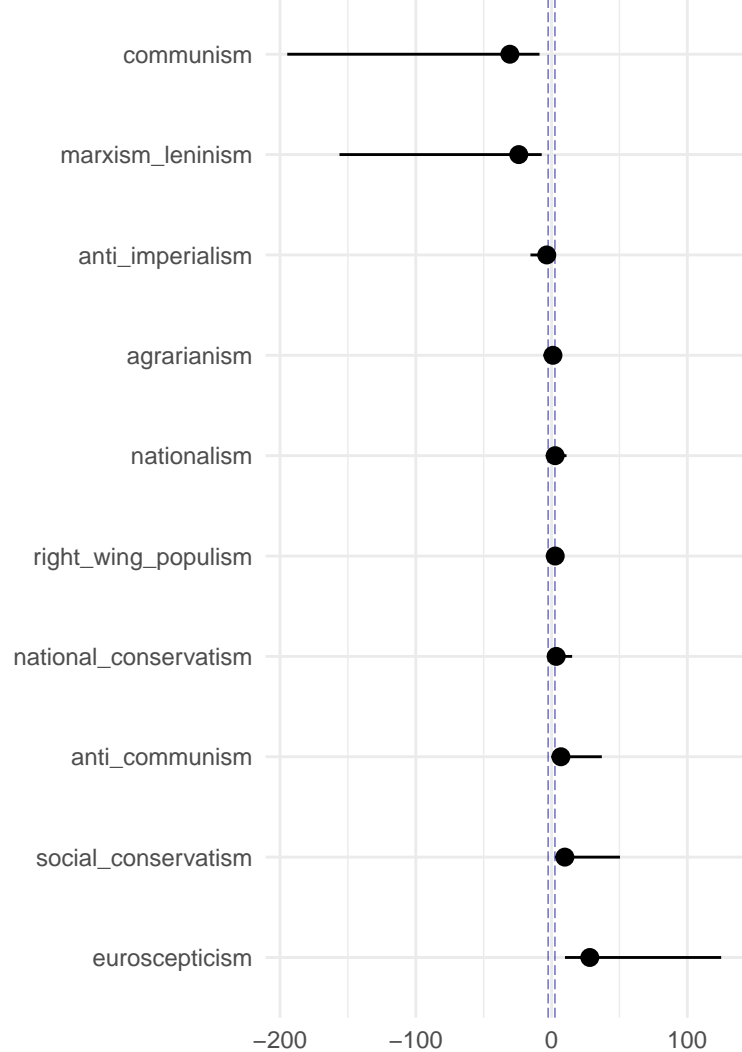 communism
marxism_leninism
anti_imperialism
agrarianism
nationalism
right_wing_populism
national_conservatism
anti_communism
social_conservatism
euroscepticism
−200 −100 0 100